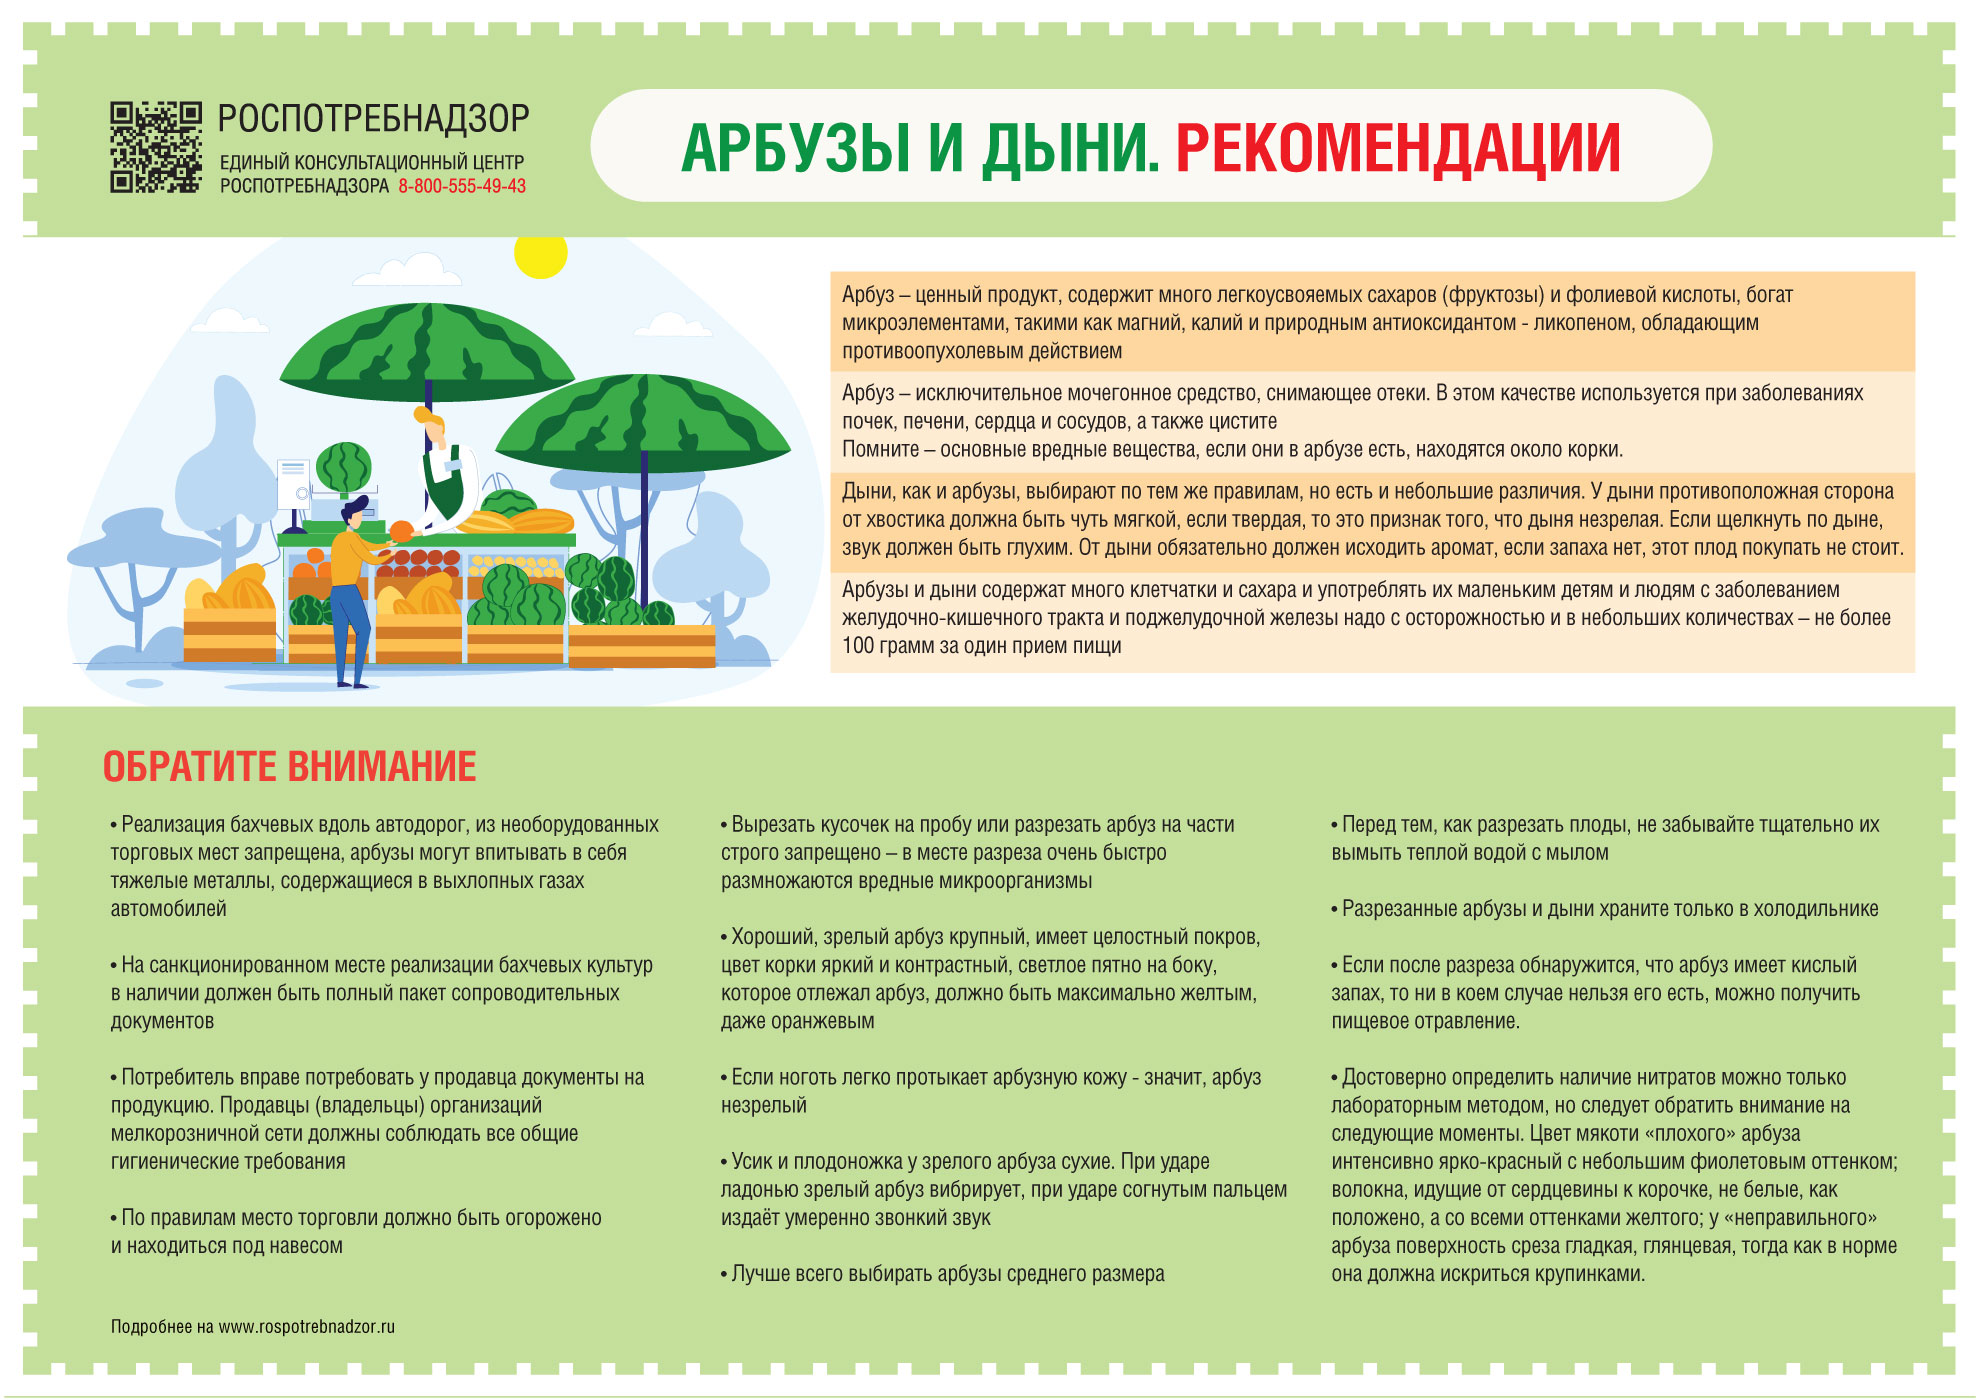 РОСПОТРЕБНАДЗОР
ЕДИНЫЙ КОНСУЛЬТАЦИОННЫЙ ЦЕНТР
РОСПОТРЕБНАДЗОРА 8-800-555-49-43
АРБУЗЫ И ДЫНИ. РЕКОМЕНДАЦИИ
Арбуз – ценный продукт, содержит много легкоусвояемых сахаров (фруктозы) и фолиевой кислоты, богат
микроэлементами, такими как магний, калий и природным антиоксидантом - ликопеном, обладающим
противоопухолевым действием
Арбуз – исключительное мочегонное средство, снимающее отеки. В этом качестве используется при заболеваниях
почек, печени, сердца и сосудов, а также цистите
Помните – основные вредные вещества, если они в арбузе есть, находятся около корки.
Дыни, как и арбузы, выбирают по тем же правилам, но есть и небольшие различия. У дыни противоположная сторона
от хвостика должна быть чуть мягкой, если твердая, то это признак того, что дыня незрелая. Если щелкнуть по дыне,
звук должен быть глухим. От дыни обязательно должен исходить аромат, если запаха нет, этот плод покупать не стоит.
Арбузы и дыни содержат много клетчатки и сахара и употреблять их маленьким детям и людям с заболеванием
желудочно-кишечного тракта и поджелудочной железы надо с осторожностью и в небольших количествах – не более
100 грамм за один прием пищи
ОБРАТИТЕ ВНИМАНИЕ
• Реализация бахчевых вдоль автодорог, из необорудованных
торговых мест запрещена, арбузы могут впитывать в себя
тяжелые металлы, содержащиеся в выхлопных газах
автомобилей
• На санкционированном месте реализации бахчевых культур
в наличии должен быть полный пакет сопроводительных
документов
• Потребитель вправе потребовать у продавца документы на
продукцию. Продавцы (владельцы) организаций
мелкорозничной сети должны соблюдать все общие
гигиенические требования
• По правилам место торговли должно быть огорожено
и находиться под навесом
• Вырезать кусочек на пробу или разрезать арбуз на части
строго запрещено – в месте разреза очень быстро
размножаются вредные микроорганизмы
• Хороший, зрелый арбуз крупный, имеет целостный покров,
цвет корки яркий и контрастный, светлое пятно на боку,
которое отлежал арбуз, должно быть максимально желтым,
даже оранжевым
• Если ноготь легко протыкает арбузную кожу - значит, арбуз
незрелый
• Усик и плодоножка у зрелого арбуза сухие. При ударе
ладонью зрелый арбуз вибрирует, при ударе согнутым пальцем
издаёт умеренно звонкий звук
• Лучше всего выбирать арбузы среднего размера
• Перед тем, как разрезать плоды, не забывайте тщательно их
вымыть теплой водой с мылом
• Разрезанные арбузы и дыни храните только в холодильнике
• Если после разреза обнаружится, что арбуз имеет кислый
запах, то ни в коем случае нельзя его есть, можно получить
пищевое отравление.
• Достоверно определить наличие нитратов можно только
лабораторным методом, но следует обратить внимание на
следующие моменты. Цвет мякоти «плохого» арбуза
интенсивно ярко-красный с небольшим фиолетовым оттенком;
волокна, идущие от сердцевины к корочке, не белые, как
положено, а со всеми оттенками желтого; у «неправильного»
арбуза поверхность среза гладкая, глянцевая, тогда как в норме
она должна искриться крупинками.
Подробнее на www.rospotrebnadzor.ru